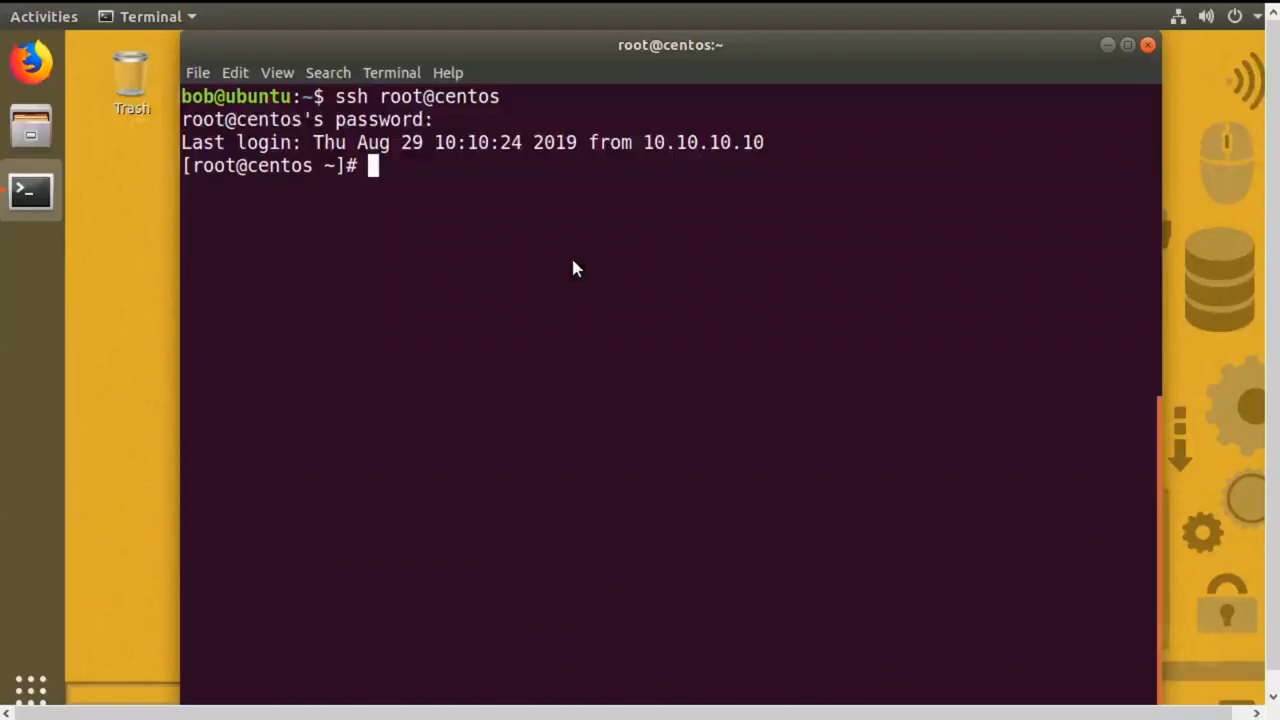 Activities Terminal
root@centos:~
File Edit View Search Terminal Help
Trash
bob@ubuntu:~$ ssh root@centos
root@centos's password:
Last login: Thu Aug 29 10:10:24 2019 from 10.10.10.10
[root@centos ~]#